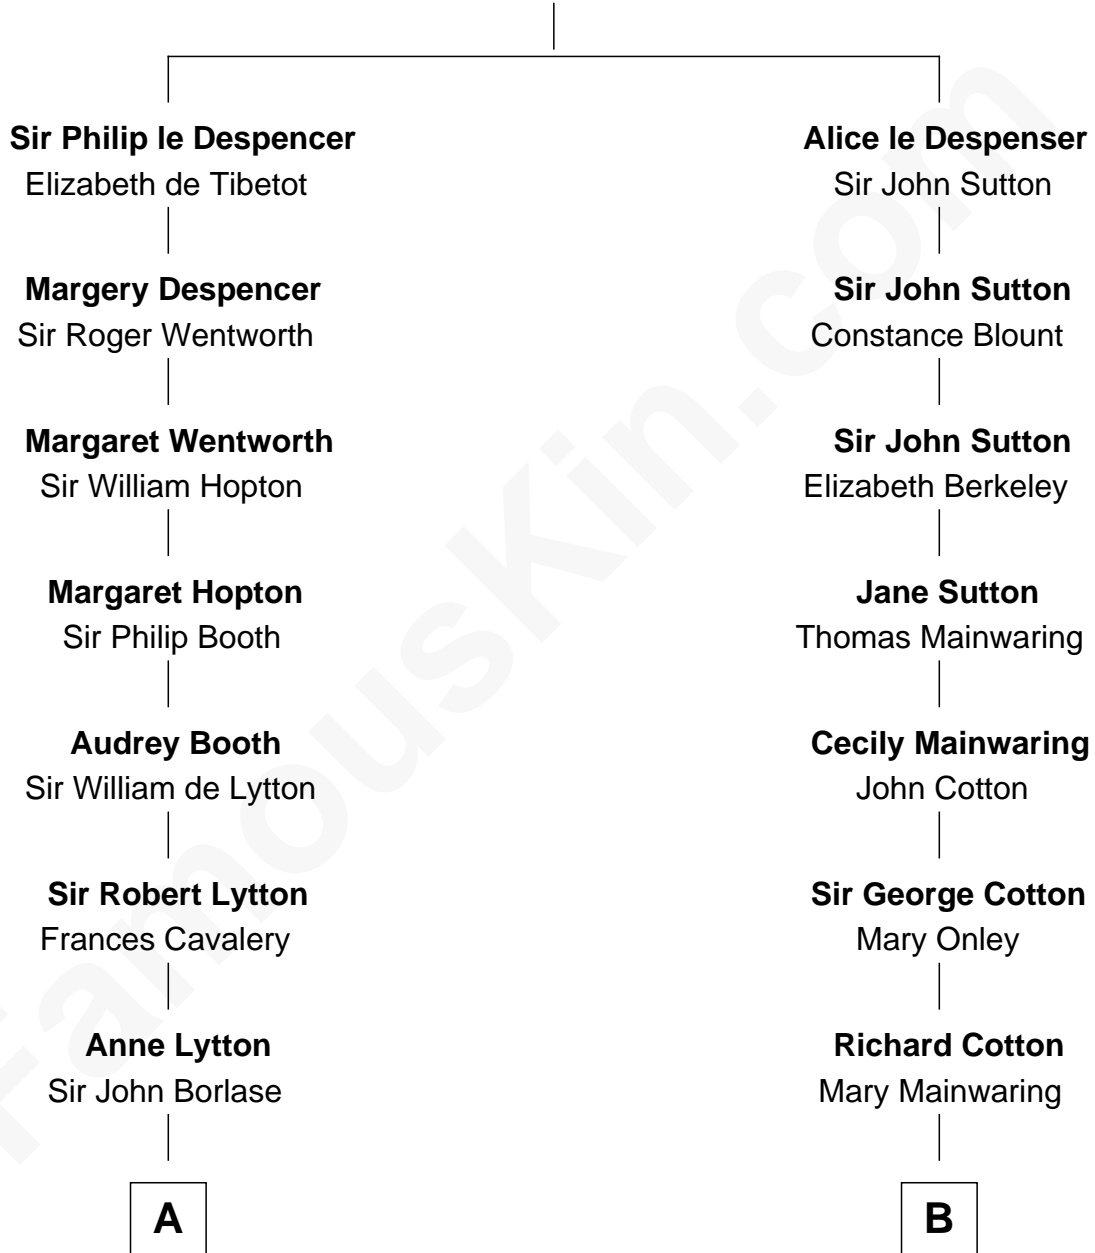 Sir Philip le Despencer
Elizabeth de Tibetot
Margery Despencer
Sir Roger Wentworth
Margaret Wentworth
Sir William Hopton
Margaret Hopton
Sir Philip Booth
Audrey Booth
Sir William de Lytton
Sir Robert Lytton
Frances Cavalery
Anne Lytton
Sir John Borlase
A
Alice le Despenser
Sir John Sutton
Sir John Sutton
Constance Blount
Sir John Sutton
Elizabeth Berkeley
Jane Sutton
Thomas Mainwaring
Cecily Mainwaring
John Cotton
Sir George Cotton
Mary Onley
Richard Cotton
Mary Mainwaring
B
FamousKin.com